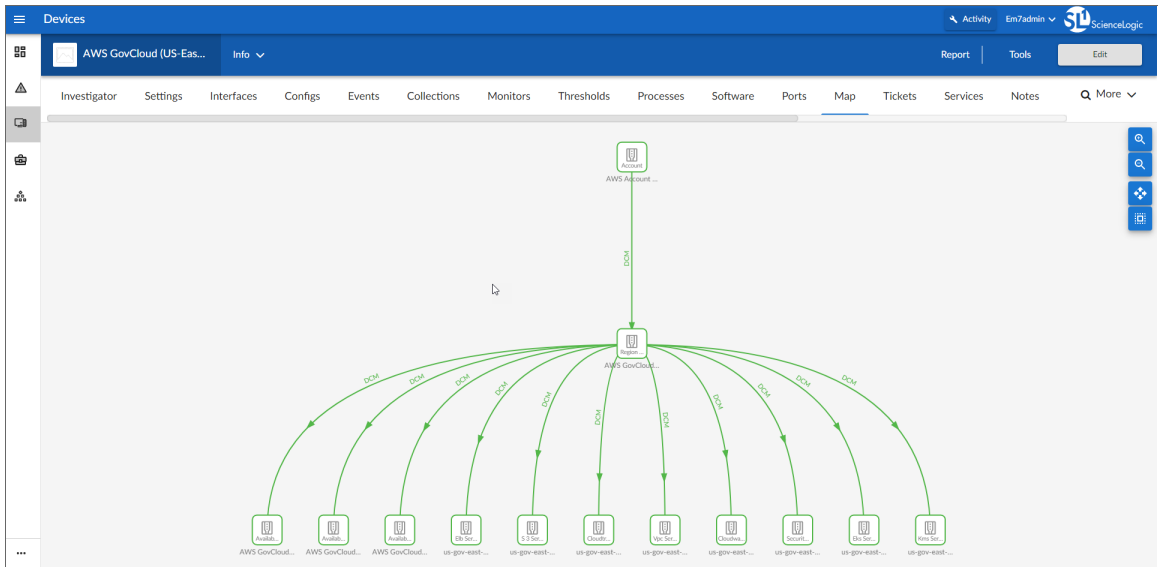 Devices
Activity
Em7admin
SL1 ScienceLogic
AWS GovCloud (US-Eas...
Info
Report
Tools
Edit
Investigator
Settings
Interfaces
Configs
Events
Collections
Monitors
Thresholds
Processes
Software
Ports
Map
Tickets
Services
Notes
More
Account
AWS Account ...
DCM
Region ...
AWS GovCloud...
DCM DCM DCM DCM DCM DCM DCM DCM DCM DCM DCM
Availab... Availab... Availab... Elb Ser... S 3 Ser... Cloudtr... Vpc Ser... Cloudwa... Securit... Eks Ser... Kms Ser...
AWS GovCloud... AWS GovCloud... AWS GovCloud... us-gov-east-... us-gov-east-... us-gov-east-... us-gov-east-... us-gov-east-... us-gov-east-... us-gov-east-... us-gov-east-...